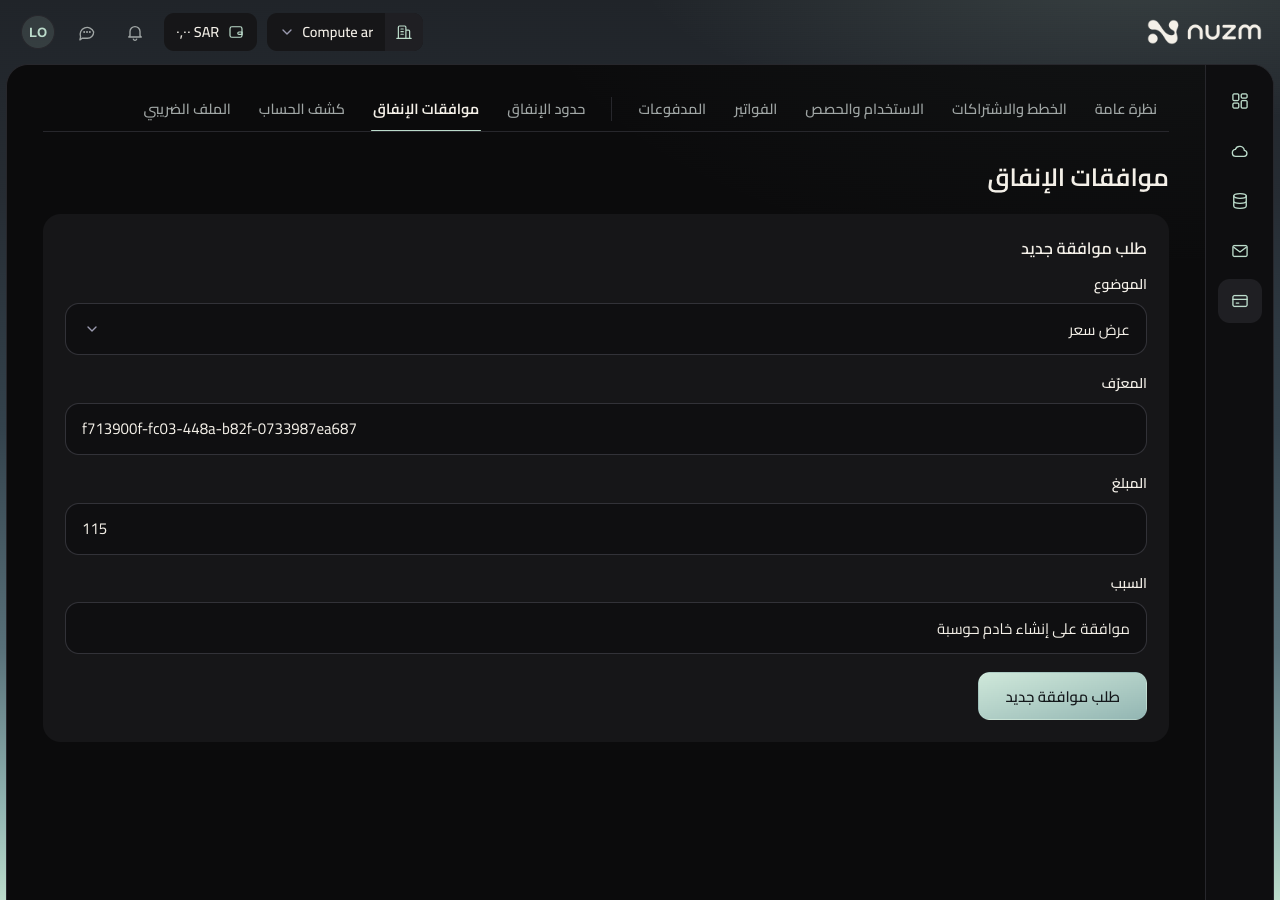 nuzm
Compute ar
٠,٠٠ SAR
LO
نظرة عامة
الخطط والاشتراكات
الاستخدام والحصص
الفواتير
المدفوعات
حدود الإنفاق
موافقات الإنفاق
كشف الحساب
الملف الضريبي
موافقات الإنفاق
طلب موافقة جديد
الموضوع
عرض سعر
المعرّف
f713900f-fc03-448a-b82f-0733987ea687
المبلغ
115
السبب
موافقة على إنشاء خادم حوسبة
طلب موافقة جديد